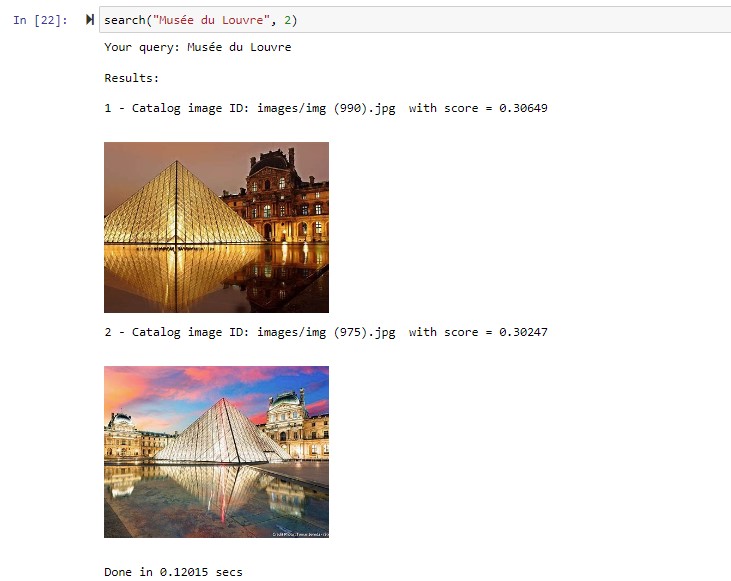 In [22]: search("Musée du Louvre", 2)
Your query: Musée du Louvre
Results:
1 - Catalog image ID: images/img (990).jpg  with score = 0.30649
2 - Catalog image ID: images/img (975).jpg  with score = 0.30247
Done in 0.12015 secs